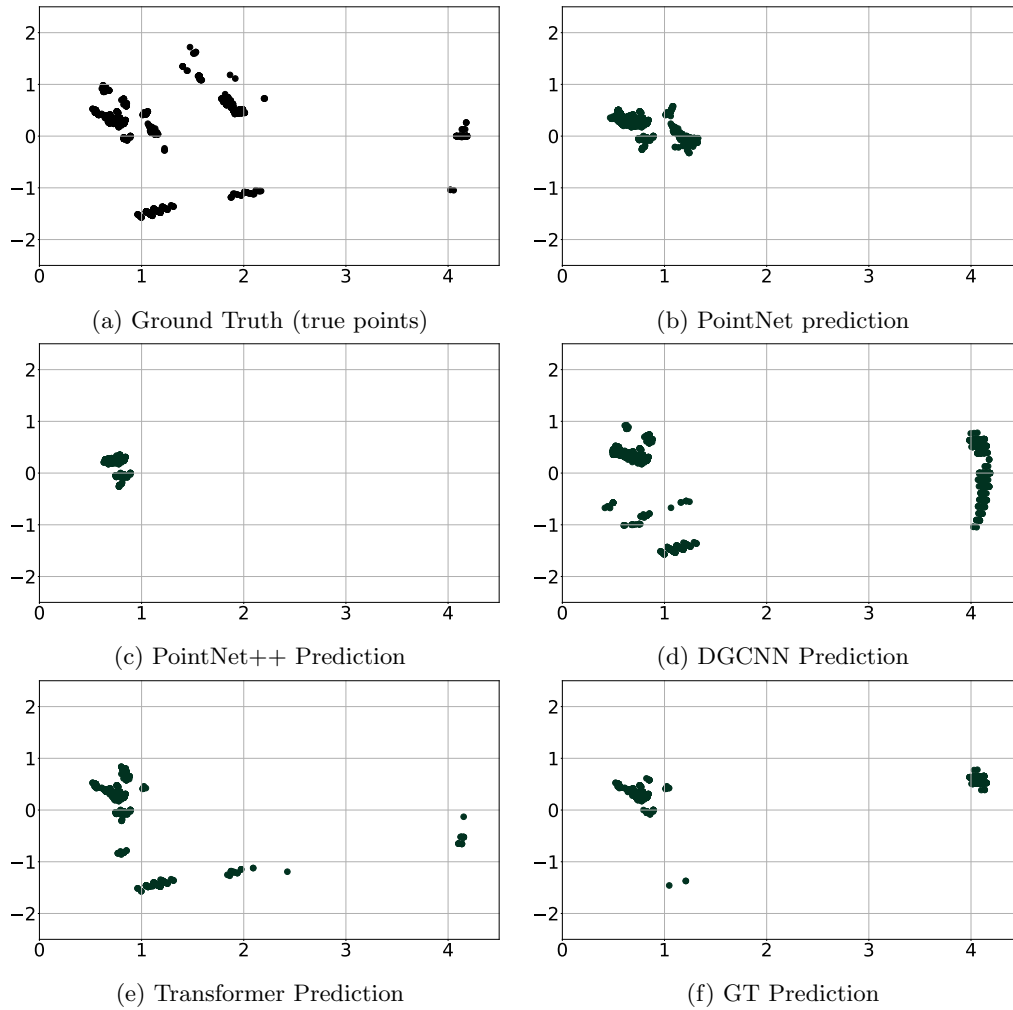 2
1
0
−1
−2
0 1 2 3 4
(a) Ground Truth (true points)
2
1
0
−1
−2
0 1 2 3 4
(b) PointNet prediction
2
1
0
−1
−2
0 1 2 3 4
(c) PointNet++ Prediction
2
1
0
−1
−2
0 1 2 3 4
(d) DGCNN Prediction
2
1
0
−1
−2
0 1 2 3 4
(e) Transformer Prediction
2
1
0
−1
−2
0 1 2 3 4
(f) GT Prediction